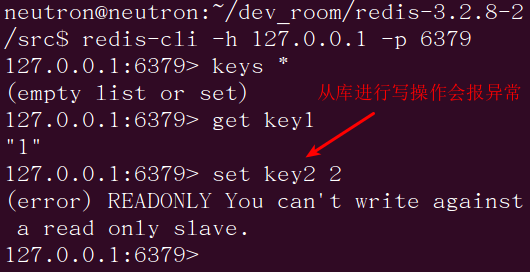 neutron@neutron:~/dev_room/redis-3.2.8-2
/src$ redis-cli -h 127.0.0.1 -p 6379
127.0.0.1:6379> keys *
(empty list or set)
从库进行写操作会报异常
127.0.0.1:6379> get key1
"1"
127.0.0.1:6379> set key2 2
(error) READONLY You can't write against
 a read only slave.
127.0.0.1:6379>